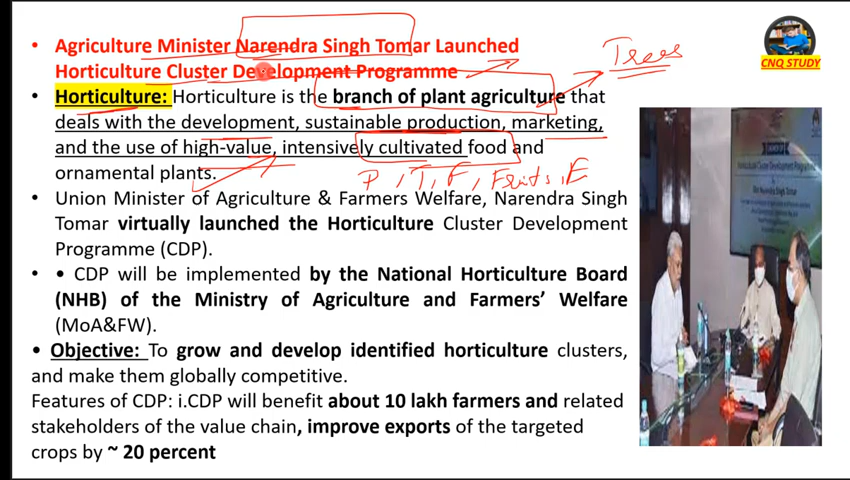 Agriculture Minister Narendra Singh Tomar Launched
Horticulture Cluster Development Programme
Trees
CNQ STUDY
Horticulture: Horticulture is the branch of plant agriculture that
deals with the development, sustainable production, marketing,
and the use of high-value, intensively cultivated food and
ornamental plants.
P, T, F, Fruits, E
• Union Minister of Agriculture & Farmers Welfare, Narendra Singh
Tomar virtually launched the Horticulture Cluster Development
Programme (CDP).
• • CDP will be implemented by the National Horticulture Board
(NHB) of the Ministry of Agriculture and Farmers' Welfare
(MoA&FW).
• Objective: To grow and develop identified horticulture clusters,
and make them globally competitive.
Features of CDP: i.CDP will benefit about 10 lakh farmers and related
stakeholders of the value chain, improve exports of the targeted
crops by ~ 20 percent